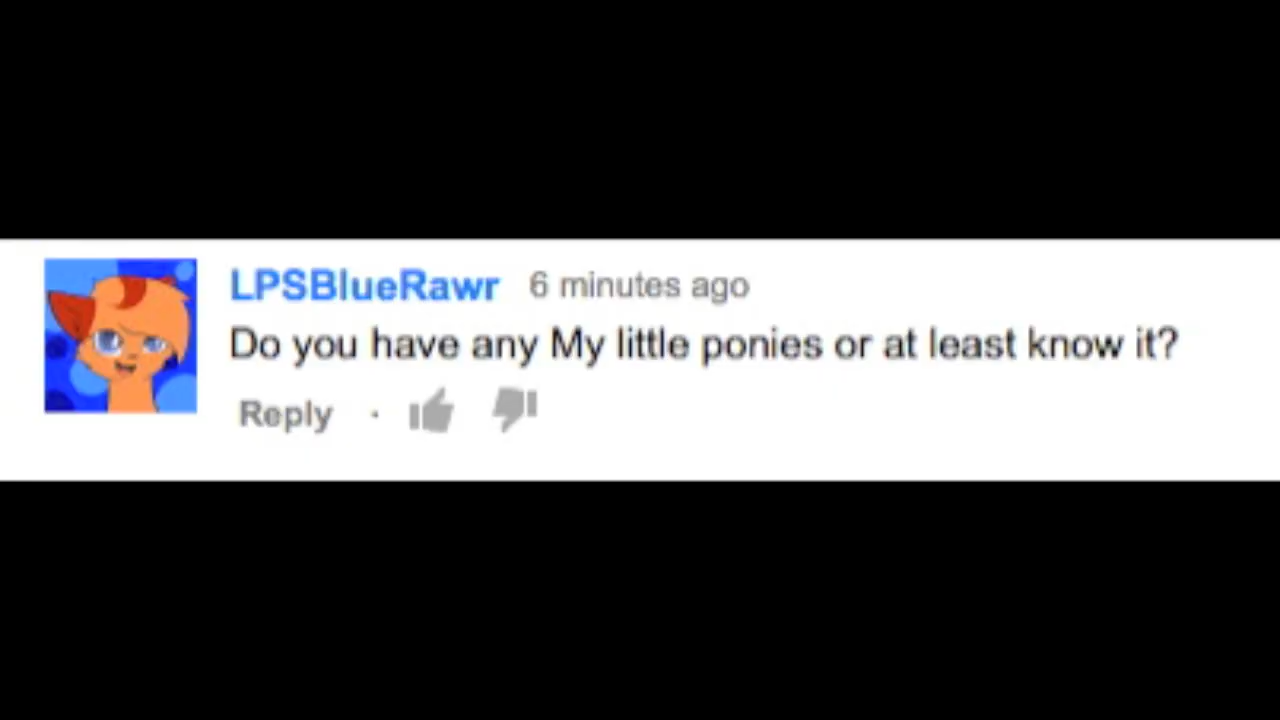 LPSBlueRawr 6 minutes ago
Do you have any My little ponies or at least know it?
Reply ·